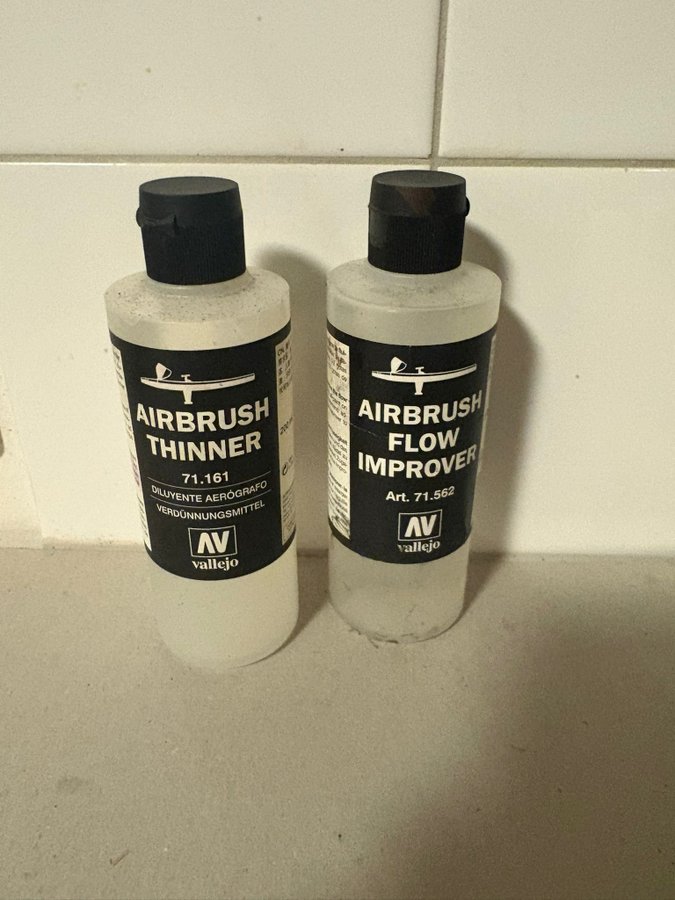 AIRBRUSH
THINNER
71.161
DILUYENTE AERÓGRAFO
VERDÜNNUNGSMITTEL
AV
vallejo
AIRBRUSH
FLOW
IMPROVER
Art. 71.562
AV
vallejo